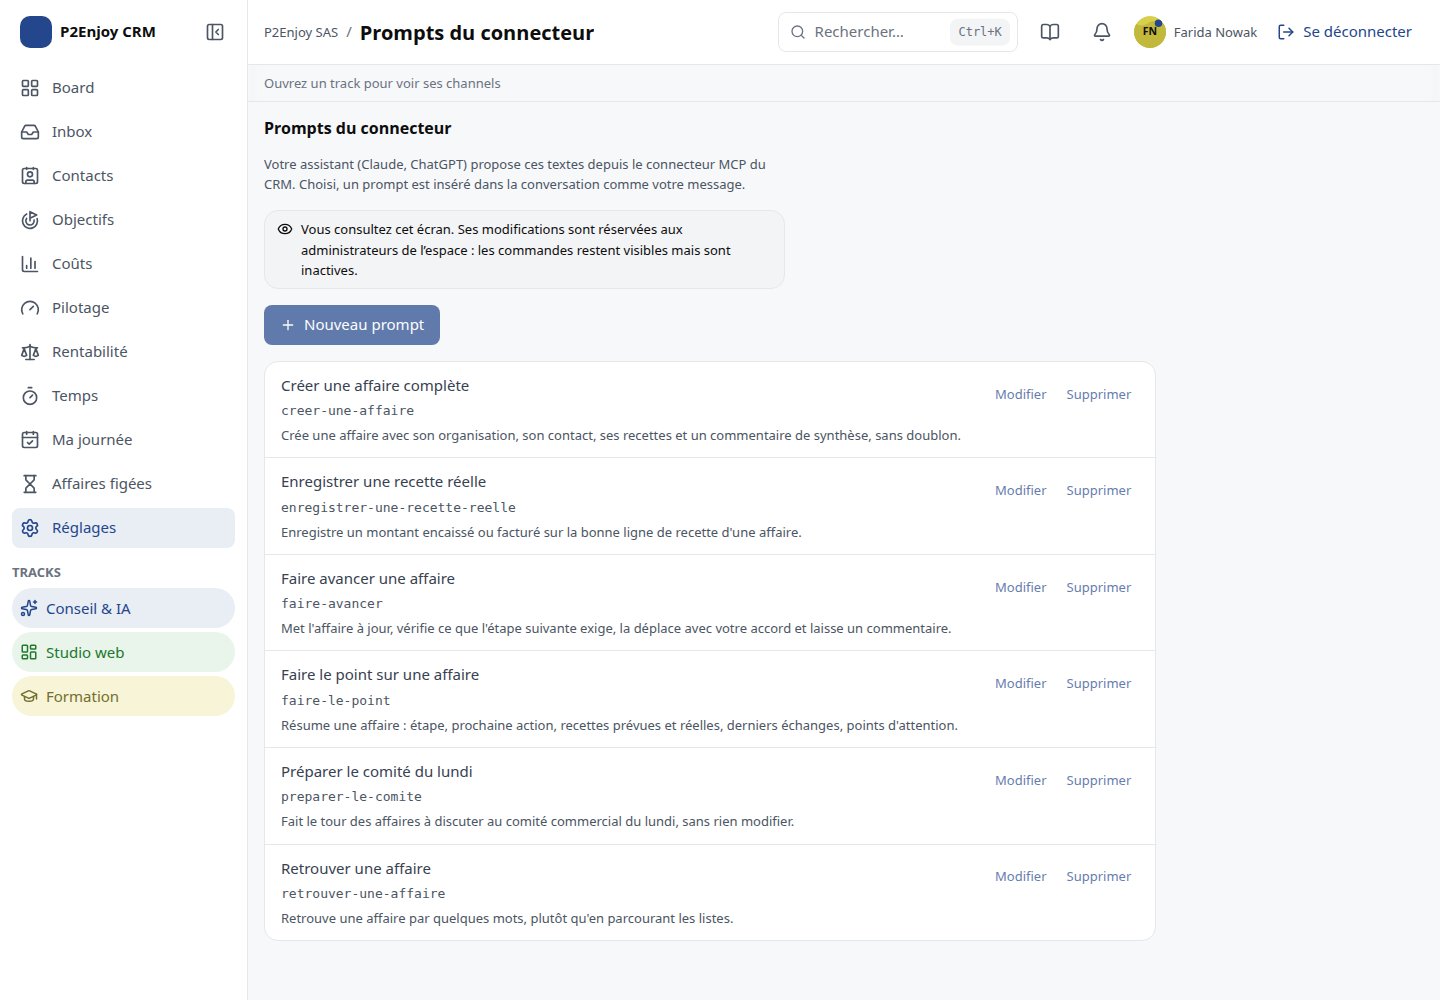 P2Enjoy CRM
Board
Inbox
Contacts
Objectifs
Coûts
Pilotage
Rentabilité
Temps
Ma journée
Affaires figées
Réglages
TRACKS
Conseil & IA
Studio web
Formation
P2Enjoy SAS / Prompts du connecteur
Rechercher... Ctrl+K
FN Farida Nowak
Se déconnecter
Ouvrez un track pour voir ses channels
Prompts du connecteur
Votre assistant (Claude, ChatGPT) propose ces textes depuis le connecteur MCP du
CRM. Choisi, un prompt est inséré dans la conversation comme votre message.
Vous consultez cet écran. Ses modifications sont réservées aux
administrateurs de l'espace : les commandes restent visibles mais sont
inactives.
+ Nouveau prompt
Créer une affaire complète
creer-une-affaire
Crée une affaire avec son organisation, son contact, ses recettes et un commentaire de synthèse, sans doublon.
Modifier Supprimer
Enregistrer une recette réelle
enregistrer-une-recette-reelle
Enregistre un montant encaissé ou facturé sur la bonne ligne de recette d'une affaire.
Modifier Supprimer
Faire avancer une affaire
faire-avancer
Met l'affaire à jour, vérifie ce que l'étape suivante exige, la déplace avec votre accord et laisse un commentaire.
Modifier Supprimer
Faire le point sur une affaire
faire-le-point
Résume une affaire : étape, prochaine action, recettes prévues et réelles, derniers échanges, points d'attention.
Modifier Supprimer
Préparer le comité du lundi
preparer-le-comite
Fait le tour des affaires à discuter au comité commercial du lundi, sans rien modifier.
Modifier Supprimer
Retrouver une affaire
retrouver-une-affaire
Retrouve une affaire par quelques mots, plutôt qu'en parcourant les listes.
Modifier Supprimer